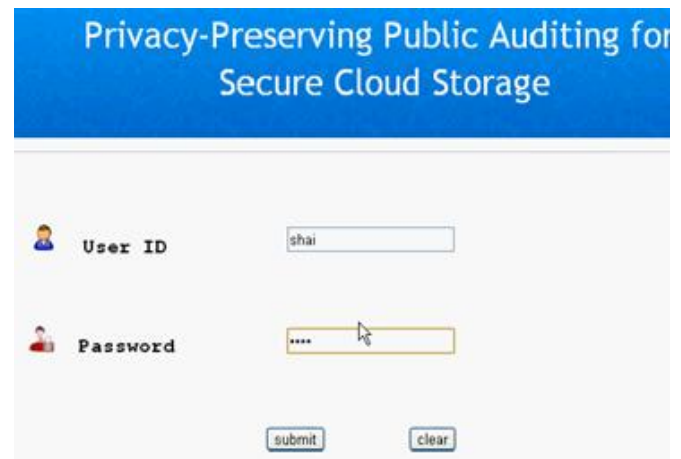 Privacy-Preserving Public Auditing for
Secure Cloud Storage
User ID shai
Password ••••
submit clear